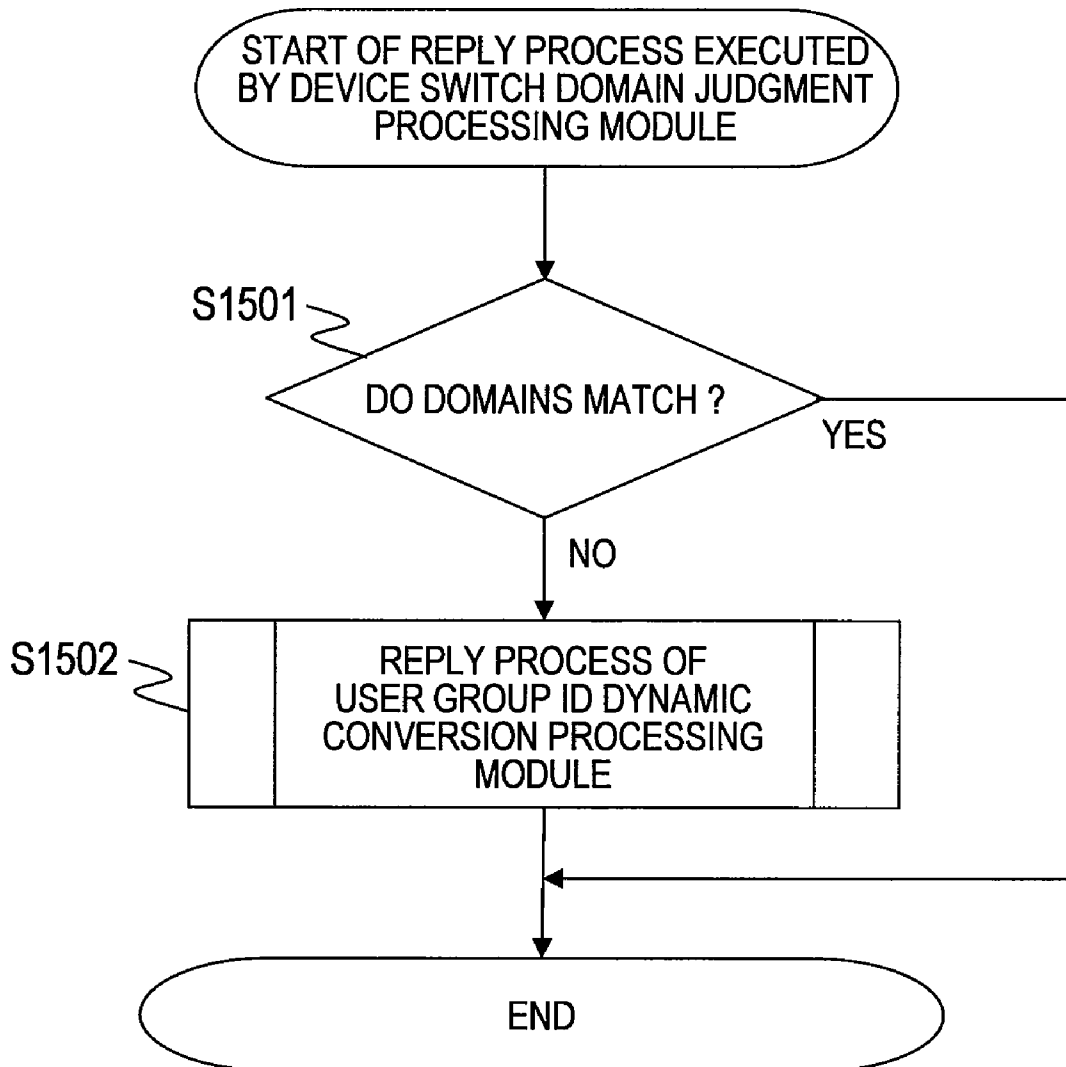 START OF REPLY PROCESS EXECUTED
BY DEVICE SWITCH DOMAIN JUDGMENT
PROCESSING MODULE
S1501
DO DOMAINS MATCH ?
YES
NO
S1502
REPLY PROCESS OF
USER GROUP ID DYNAMIC
CONVERSION PROCESSING
MODULE
END